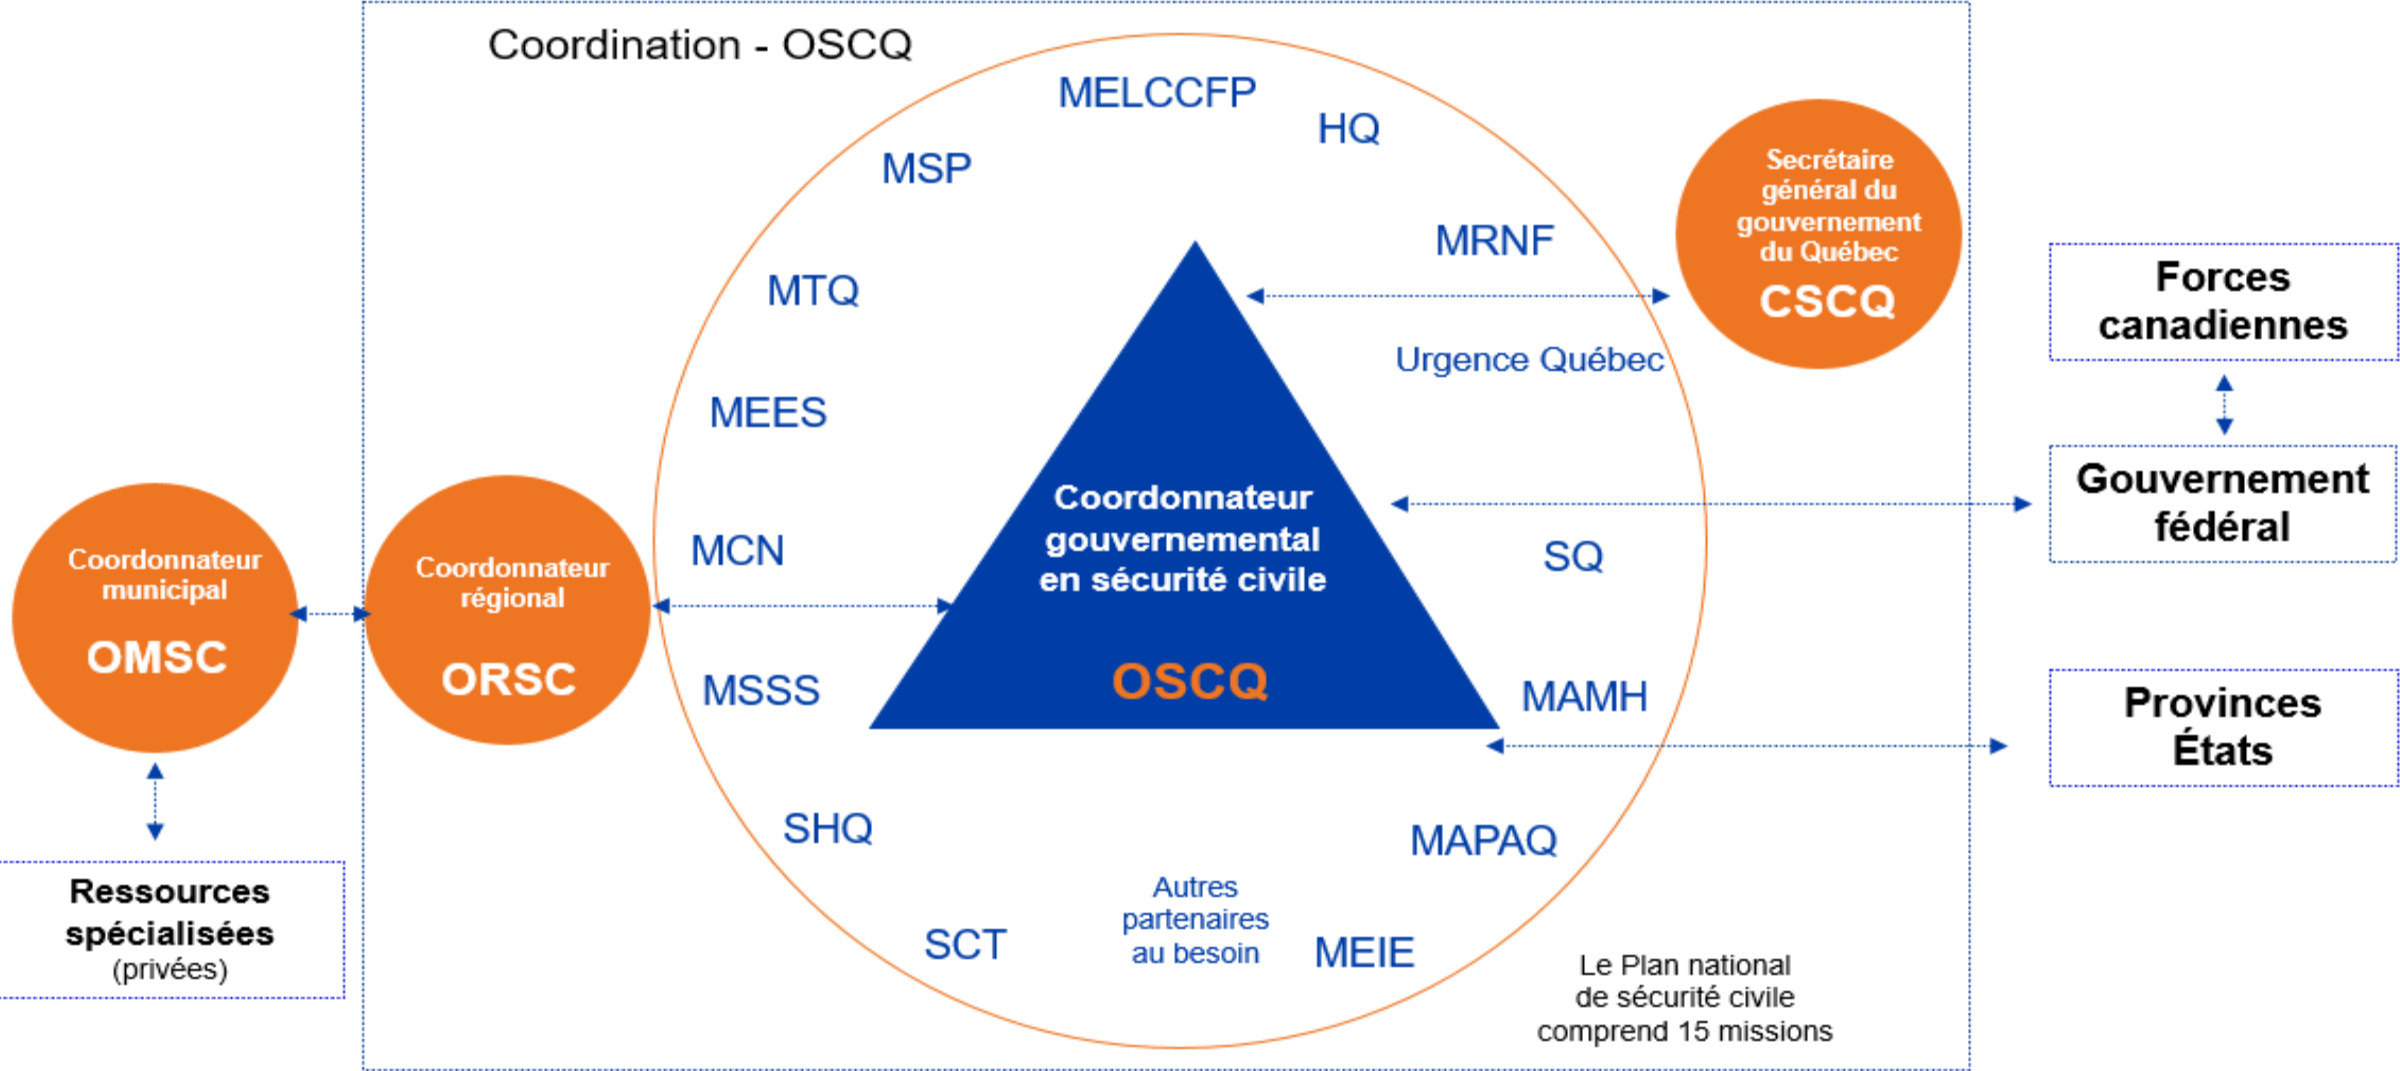 Coordination - OSCQ
MELCCFP
HQ
MSP
MRNF
MTQ
Urgence Québec
MEES
MCN
SQ
MSSS
MAMH
SHQ
MAPAQ
SCT
Autres
partenaires
au besoin
MEIE
Secrétaire
général du
gouvernement
du Québec
CSCQ
Forces
canadiennes
Gouvernement
fédéral
Provinces
États
Coordonnateur
gouvernemental
en sécurité civile
OSCQ
Coordonnateur
municipal
OMSC
Coordonnateur
régional
ORSC
Ressources
spécialisées
(privées)
Le Plan national
de sécurité civile
comprend 15 missions